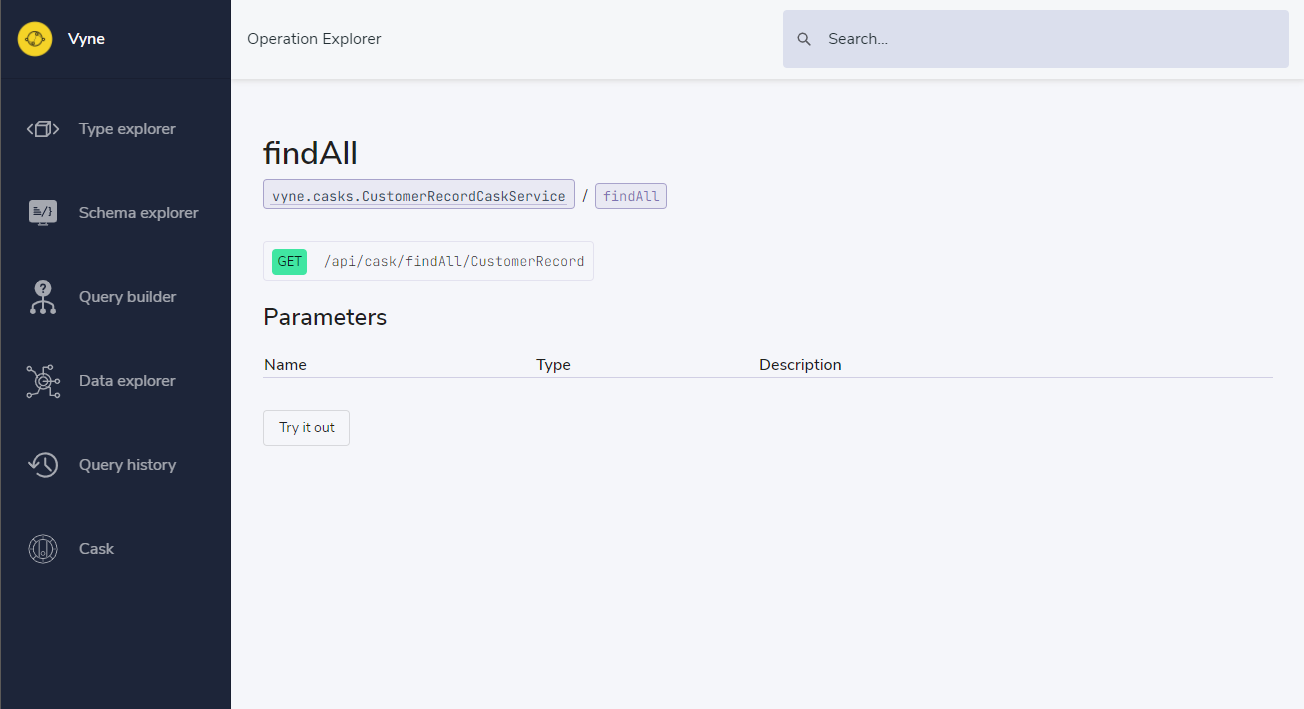 Vyne
Operation Explorer
Search...
Type explorer
Schema explorer
Query builder
Data explorer
Query history
Cask
findAll
vyne.casks.CustomerRecordCaskService / findAll
GET /api/cask/findAll/CustomerRecord
Parameters
Name Type Description
Try it out